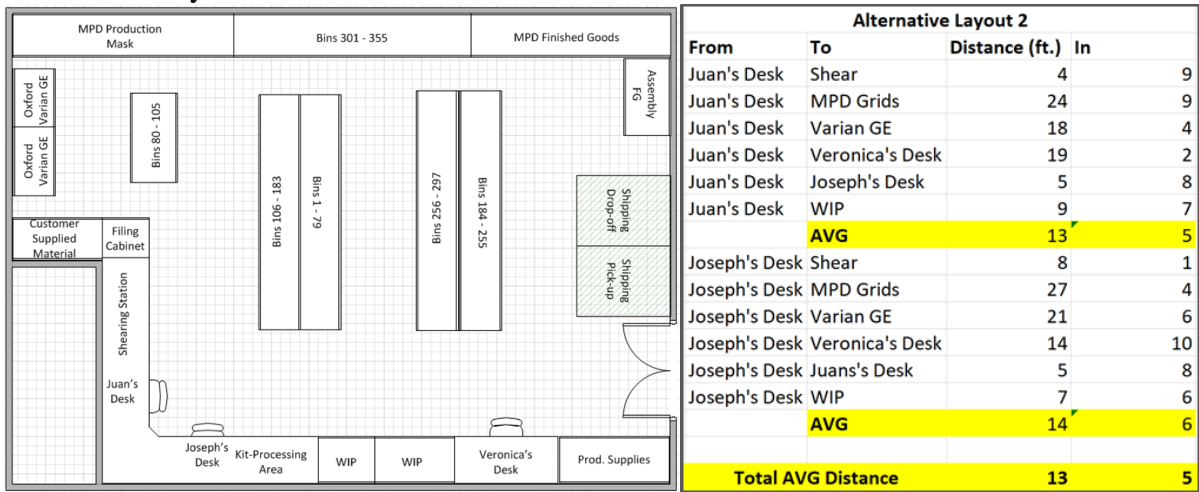 MPD Production
Mask
Bins 301 - 355
MPD Finished Goods
Oxford
Varian GE
Oxford
Varian GE
Bins 80 - 105
Bins 106 - 183
Bins 1 - 79
Bins 256 - 297
Bins 184 - 255
Assembly
FG
Shipping
Drop-off
Shipping
Pick-up
Customer
Supplied
Material
Filing
Cabinet
Shearing Station
Juan's
Desk
Joseph's
Desk
Kit-Processing
Area
WIP
WIP
Veronica's
Desk
Prod. Supplies
Alternative Layout 2
From To Distance (ft.) In
Juan's Desk Shear 4 9
Juan's Desk MPD Grids 24 9
Juan's Desk Varian GE 18 4
Juan's Desk Veronica's Desk 19 2
Juan's Desk Joseph's Desk 5 8
Juan's Desk WIP 9 7
AVG 13 5
Joseph's Desk Shear 8 1
Joseph's Desk MPD Grids 27 4
Joseph's Desk Varian GE 21 6
Joseph's Desk Veronica's Desk 14 10
Joseph's Desk Juans's Desk 5 8
Joseph's Desk WIP 7 6
AVG 14 6
Total AVG Distance 13 5